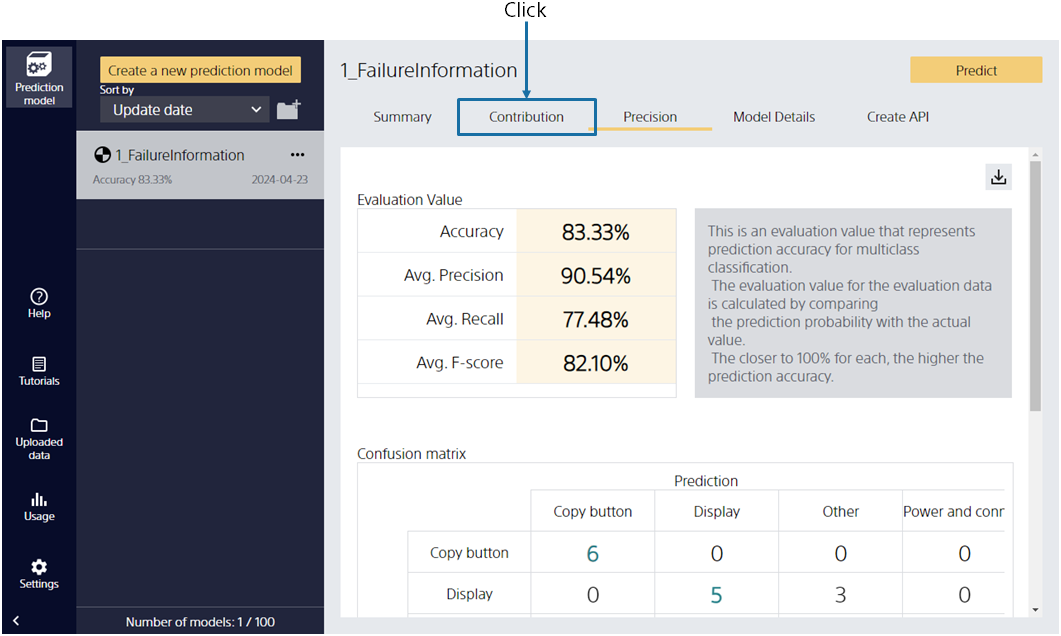 Click
Prediction
model
Create a new prediction model
Sort by
Update date
1_FailureInformation
Accuracy 83.33%
2024-04-23
Help
Tutorials
Uploaded
data
Usage
Settings
Number of models: 1 / 100
1_FailureInformation
Predict
Summary
Contribution
Precision
Model Details
Create API
Evaluation Value
Accuracy 83.33%
Avg. Precision 90.54%
Avg. Recall 77.48%
Avg. F-score 82.10%
This is an evaluation value that represents
prediction accuracy for multiclass
classification.
The evaluation value for the evaluation data
is calculated by comparing
the prediction probability with the actual
value.
The closer to 100% for each, the higher the
prediction accuracy.
Confusion matrix
Prediction
Copy button Display Other Power and conn
Copy button 6 0 0 0
Display 0 5 3 0